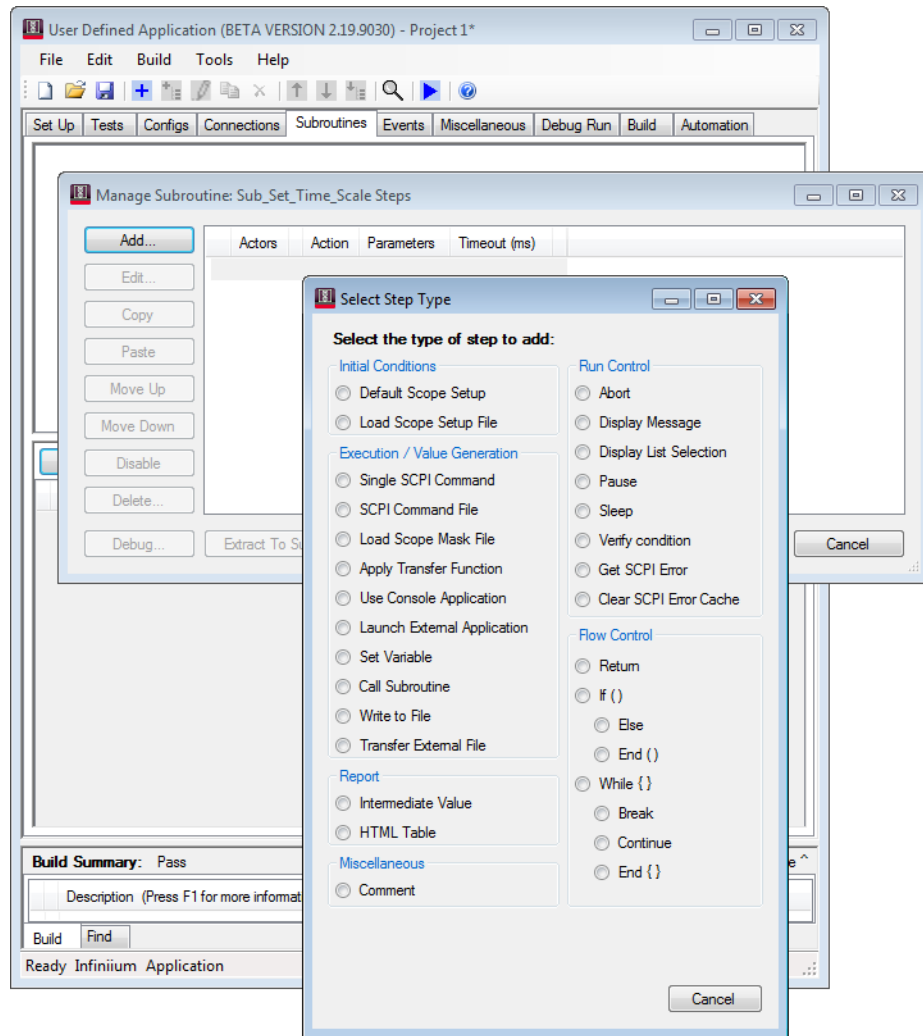 User Defined Application (BETA VERSION 2.19.9030) - Project 1*
File Edit Build Tools Help
Set Up Tests Configs Connections Subroutines Events Miscellaneous Debug Run Build Automation
Manage Subroutine: Sub_Set_Time_Scale Steps
Add...
Actors Action Parameters Timeout (ms)
Edit...
Copy
Paste
Move Up
Move Down
Disable
Delete...
Debug...
Extract To Su
Cancel
Select Step Type
Select the type of step to add:
Initial Conditions
Default Scope Setup
Load Scope Setup File
Execution / Value Generation
Single SCPI Command
SCPI Command File
Load Scope Mask File
Apply Transfer Function
Use Console Application
Launch External Application
Set Variable
Call Subroutine
Write to File
Transfer External File
Report
Intermediate Value
HTML Table
Miscellaneous
Comment
Run Control
Abort
Display Message
Display List Selection
Pause
Sleep
Verify condition
Get SCPI Error
Clear SCPI Error Cache
Flow Control
Return
If ()
Else
End ()
While { }
Break
Continue
End { }
Cancel
Build Summary: Pass
e ^
Description (Press F1 for more informat
Build Find
Ready Infiniium Application